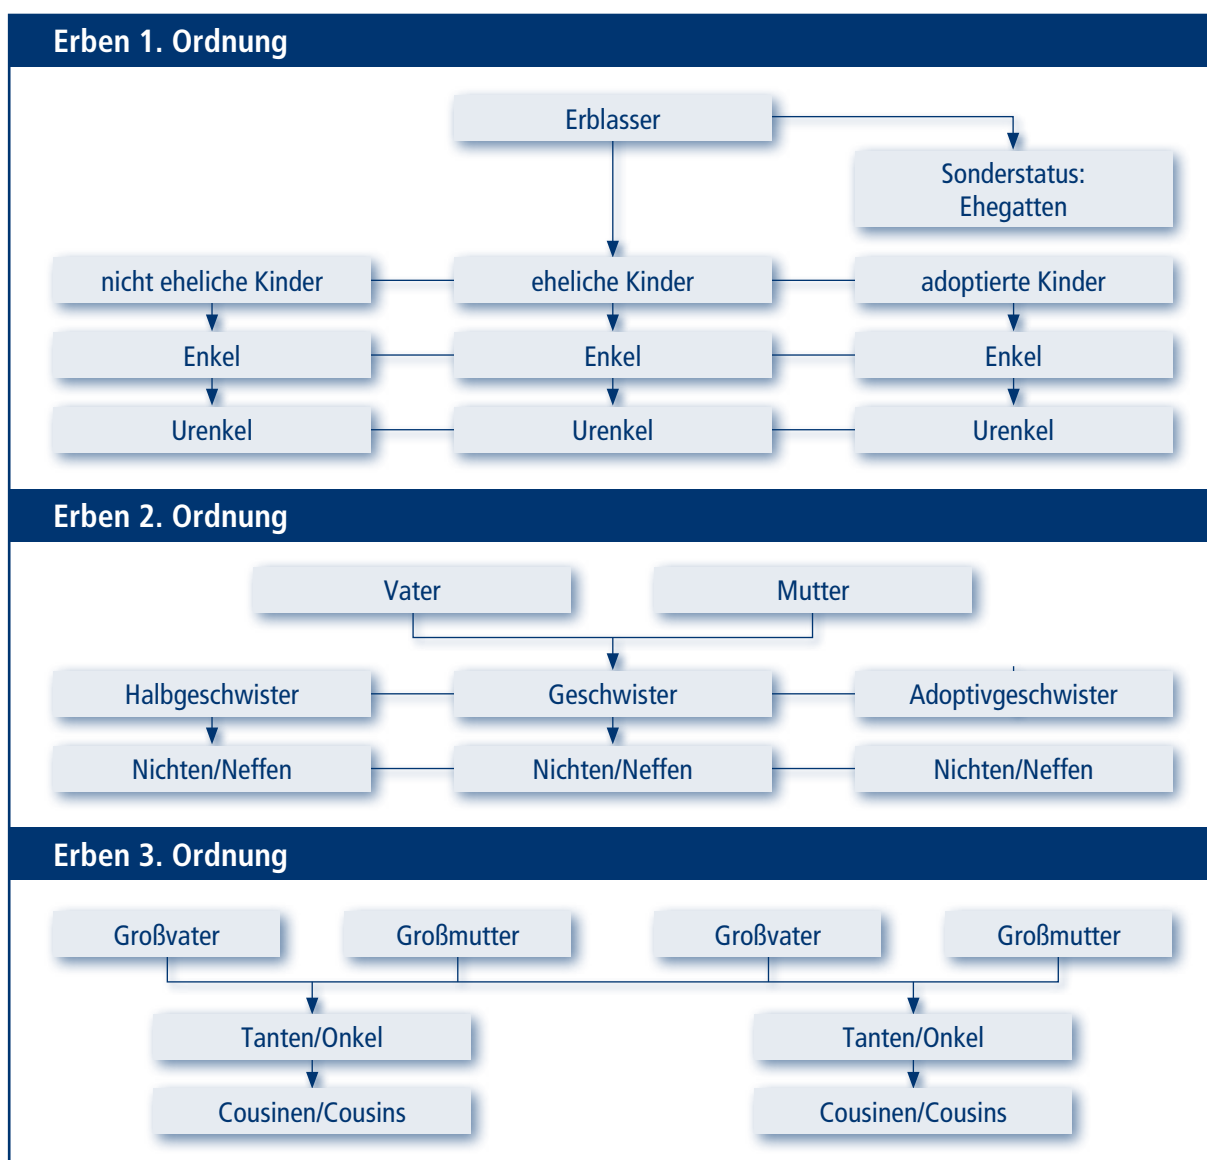 Erben 1. Ordnung
Erblasser
Sonderstatus:
Ehegatten
nicht eheliche Kinder
eheliche Kinder
adoptierte Kinder
Enkel
Enkel
Enkel
Urenkel
Urenkel
Urenkel
Erben 2. Ordnung
Vater
Mutter
Halbgeschwister
Geschwister
Adoptivgeschwister
Nichten/Neffen
Nichten/Neffen
Nichten/Neffen
Erben 3. Ordnung
Großvater
Großmutter
Großvater
Großmutter
Tanten/Onkel
Tanten/Onkel
Cousinen/Cousins
Cousinen/Cousins